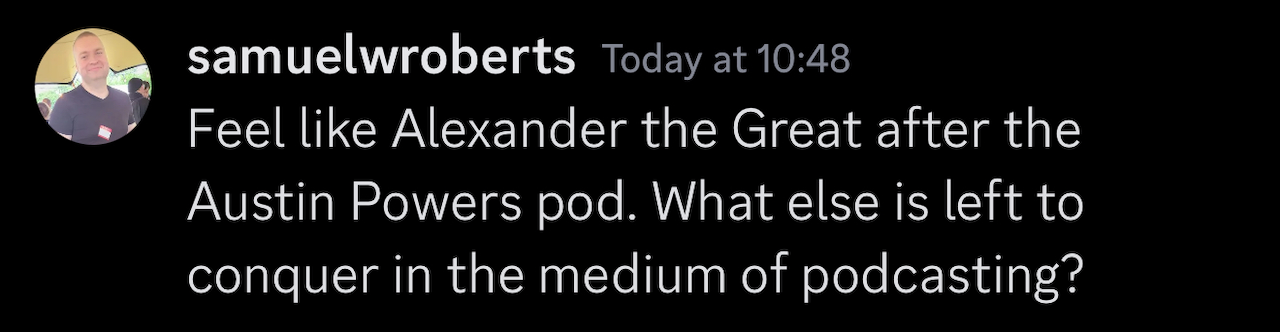 samuelwroberts Today at 10:48
Feel like Alexander the Great after the
Austin Powers pod. What else is left to
conquer in the medium of podcasting?